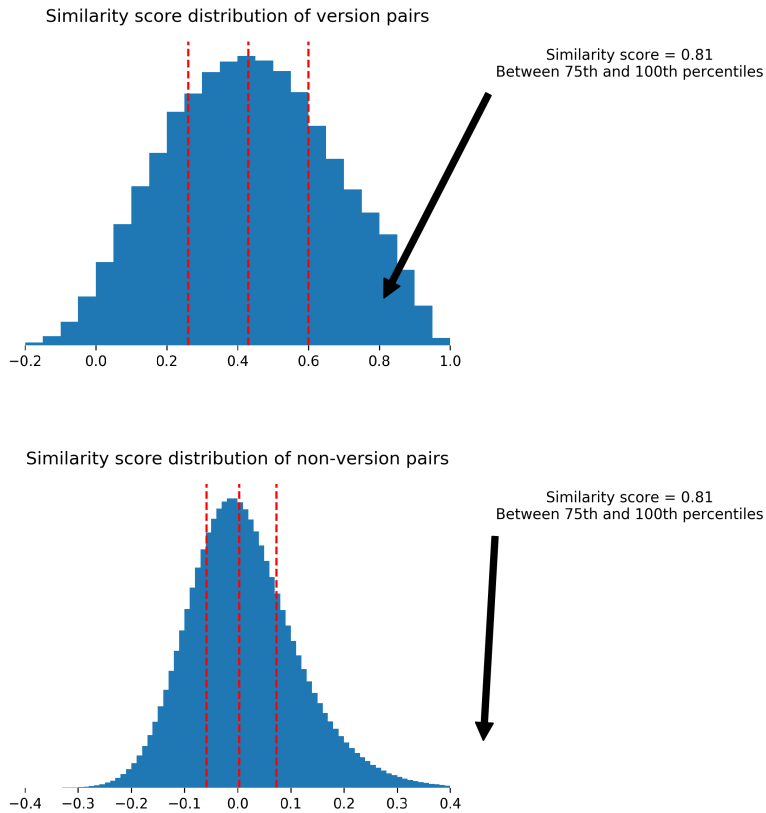 Similarity score distribution of version pairs
Similarity score = 0.81
Between 75th and 100th percentiles
−0.2 0.0 0.2 0.4 0.6 0.8 1.0
Similarity score distribution of non-version pairs
Similarity score = 0.81
Between 75th and 100th percentiles
−0.4 −0.3 −0.2 −0.1 0.0 0.1 0.2 0.3 0.4